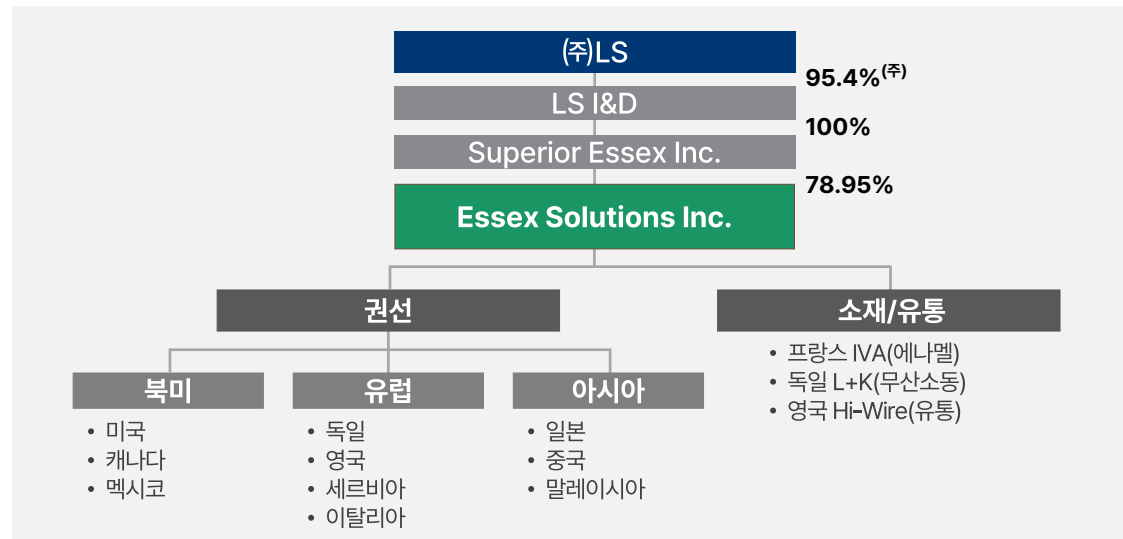 ㈜LS
95.4%(주)
LS I&D
100%
Superior Essex Inc.
78.95%
Essex Solutions Inc.
권선
소재/유통
• 프랑스 IVA(에나멜)
• 독일 L+K(무산소동)
• 영국 Hi-Wire(유통)
북미
• 미국
• 캐나다
• 멕시코
유럽
• 독일
• 영국
• 세르비아
• 이탈리아
아시아
• 일본
• 중국
• 말레이시아